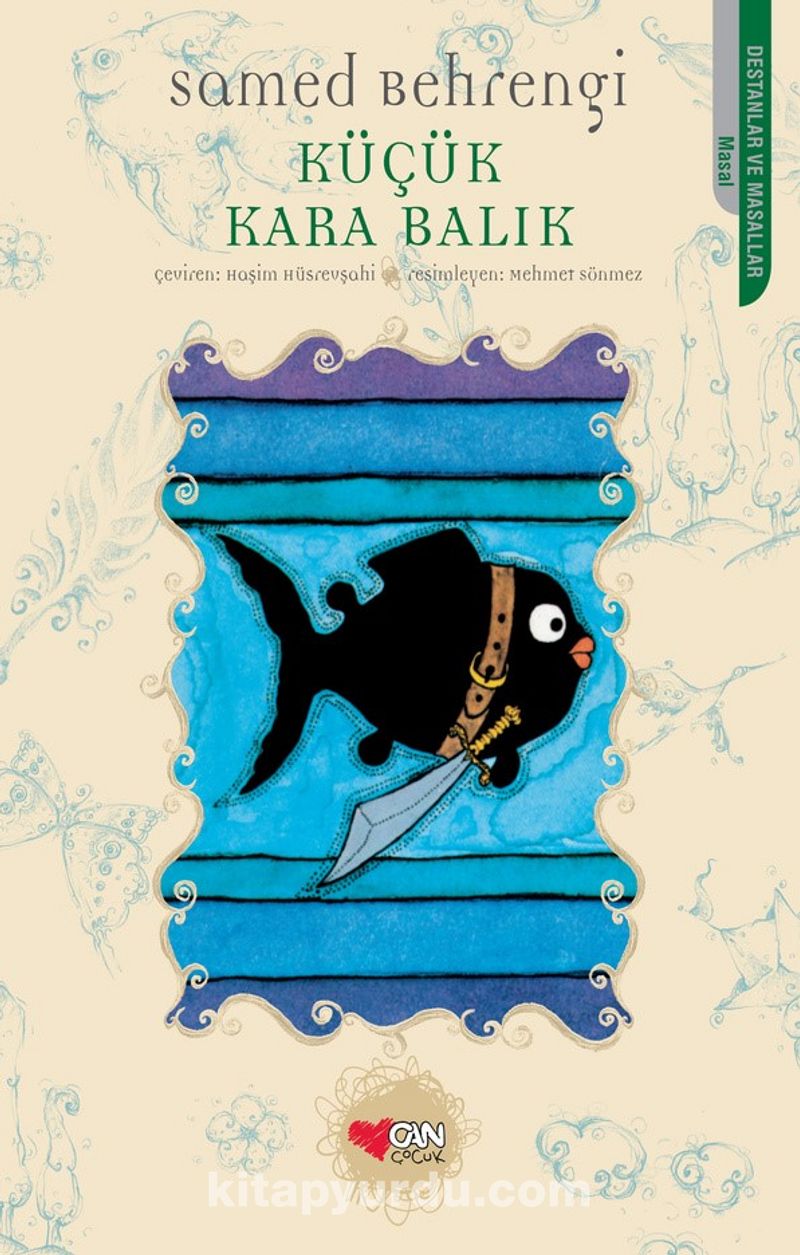 Samed Behrengi
KÜÇÜK
KARA BALIK
Çeviren: Haşim Hüsrevşahi resimleyen: Mehmet Sönmez
DESTANLAR VE MASALLAR
Masal
CAN
ÇOCUK
kitapyurdu.com